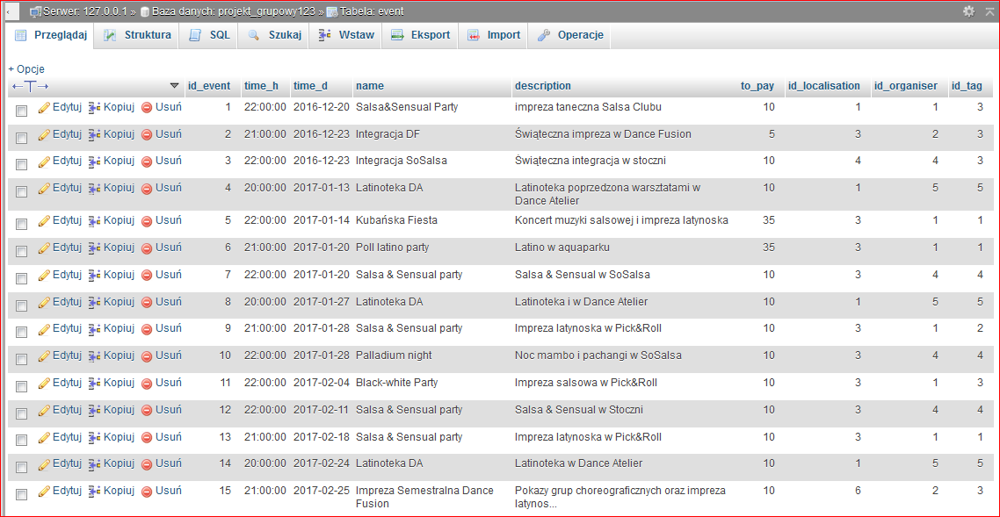 Serwer: 127.0.0.1 » Baza danych: projekt_grupowy123 » Tabela: event
Przeglądaj Struktura SQL Szukaj Wstaw Eksport Import Operacje
+ Opcje
←T→ id_event time_h time_d name description to_pay id_localisation id_organiser id_tag
Edytuj Kopiuj Usuń 1 22:00:00 2016-12-20 Salsa&Sensual Party impreza taneczna Salsa Clubu 10 1 1 3
Edytuj Kopiuj Usuń 2 21:00:00 2016-12-23 Integracja DF Świąteczna impreza w Dance Fusion 5 3 2 3
Edytuj Kopiuj Usuń 3 22:00:00 2016-12-23 Integracja SoSalsa Świąteczna integracja w stoczni 10 4 4 3
Edytuj Kopiuj Usuń 4 20:00:00 2017-01-13 Latinoteka DA Latinoteka poprzedzona warsztatami w 10 1 5 5
Dance Atelier
Edytuj Kopiuj Usuń 5 22:00:00 2017-01-14 Kubańska Fiesta Koncert muzyki salsowej i impreza latynoska 35 3 1 1
Edytuj Kopiuj Usuń 6 21:00:00 2017-01-20 Poll latino party Latino w aquaparku 35 3 1 1
Edytuj Kopiuj Usuń 7 22:00:00 2017-01-20 Salsa & Sensual party Salsa & Sensual w SoSalsa 10 3 4 4
Edytuj Kopiuj Usuń 8 20:00:00 2017-01-27 Latinoteka DA Latinoteka i w Dance Atelier 10 1 5 5
Edytuj Kopiuj Usuń 9 21:00:00 2017-01-28 Salsa & Sensual party Impreza latynoska w Pick&Roll 10 3 1 2
Edytuj Kopiuj Usuń 10 22:00:00 2017-01-28 Palladium night Noc mambo i pachangi w SoSalsa 10 3 4 4
Edytuj Kopiuj Usuń 11 22:00:00 2017-02-04 Black-white Party Impreza salsowa w Pick&Roll 10 3 1 3
Edytuj Kopiuj Usuń 12 22:00:00 2017-02-11 Salsa & Sensual party Salsa & Sensual w Stoczni 10 3 4 4
Edytuj Kopiuj Usuń 13 21:00:00 2017-02-18 Salsa & Sensual party Impreza latynoska w Pick&Roll 10 3 1 1
Edytuj Kopiuj Usuń 14 20:00:00 2017-02-24 Latinoteka DA Latinoteka w Dance Atelier 10 1 5 5
Edytuj Kopiuj Usuń 15 21:00:00 2017-02-25 Impreza Semestralna Dance Pokazy grup choreograficznych oraz impreza 10 6 2 3
Fusion latynos...